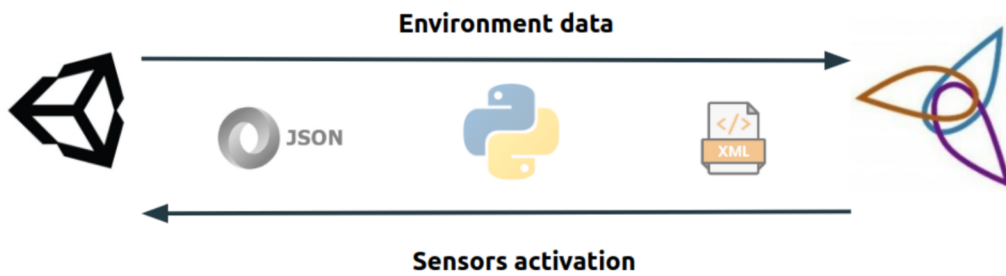 Environment data
JSON
</>
XML
Sensors activation